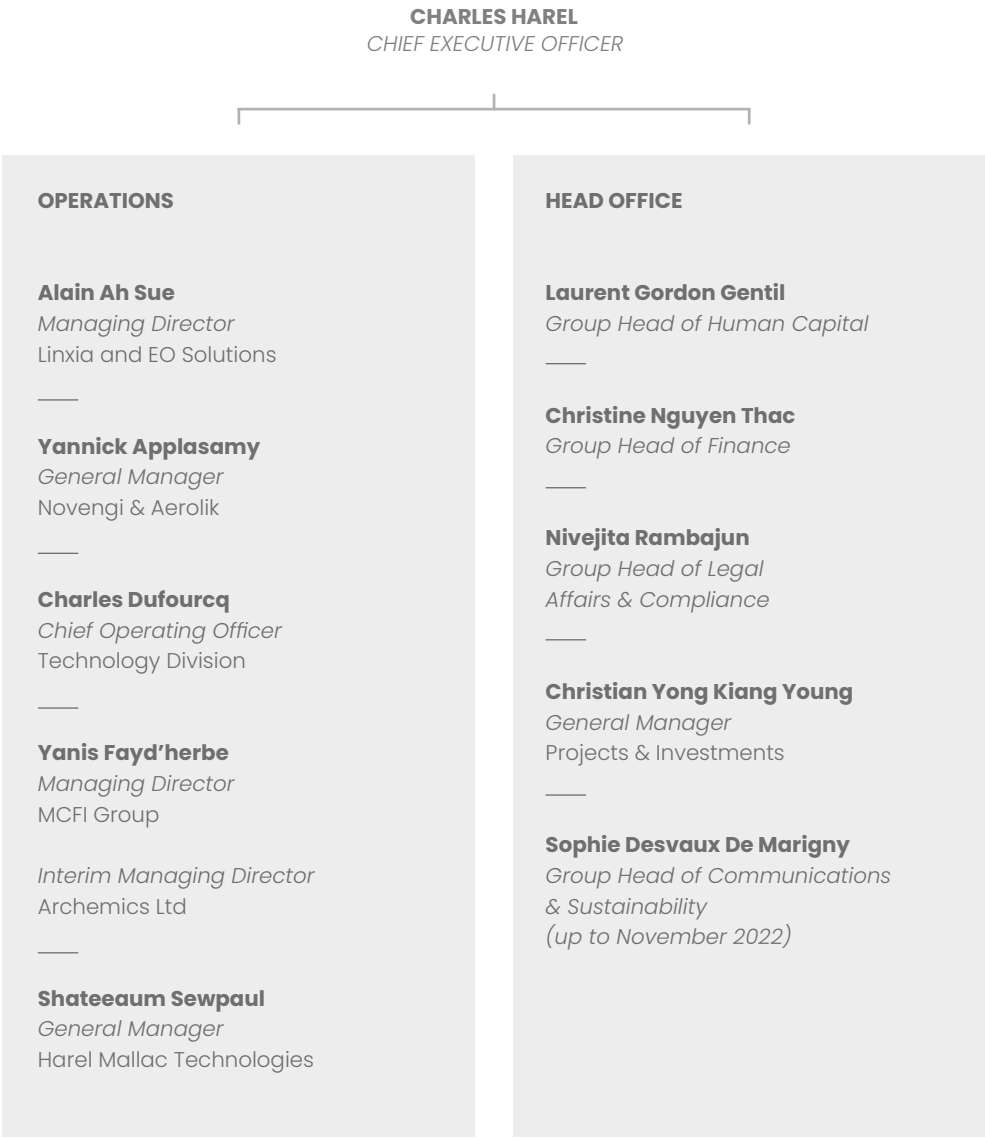 CHARLES HAREL
CHIEF EXECUTIVE OFFICER
OPERATIONS
Alain Ah Sue
Managing Director
Linxia and EO Solutions
Yannick Applasamy
General Manager
Novengi & Aerolik
Charles Dufourcq
Chief Operating Officer
Technology Division
Yanis Fayd’herbe
Managing Director
MCFI Group
Interim Managing Director
Archemics Ltd
Shateeaum Sewpaul
General Manager
Harel Mallac Technologies
HEAD OFFICE
Laurent Gordon Gentil
Group Head of Human Capital
Christine Nguyen Thac
Group Head of Finance
Nivejita Rambajun
Group Head of Legal
Affairs & Compliance
Christian Yong Kiang Young
General Manager
Projects & Investments
Sophie Desvaux De Marigny
Group Head of Communications
& Sustainability
(up to November 2022)